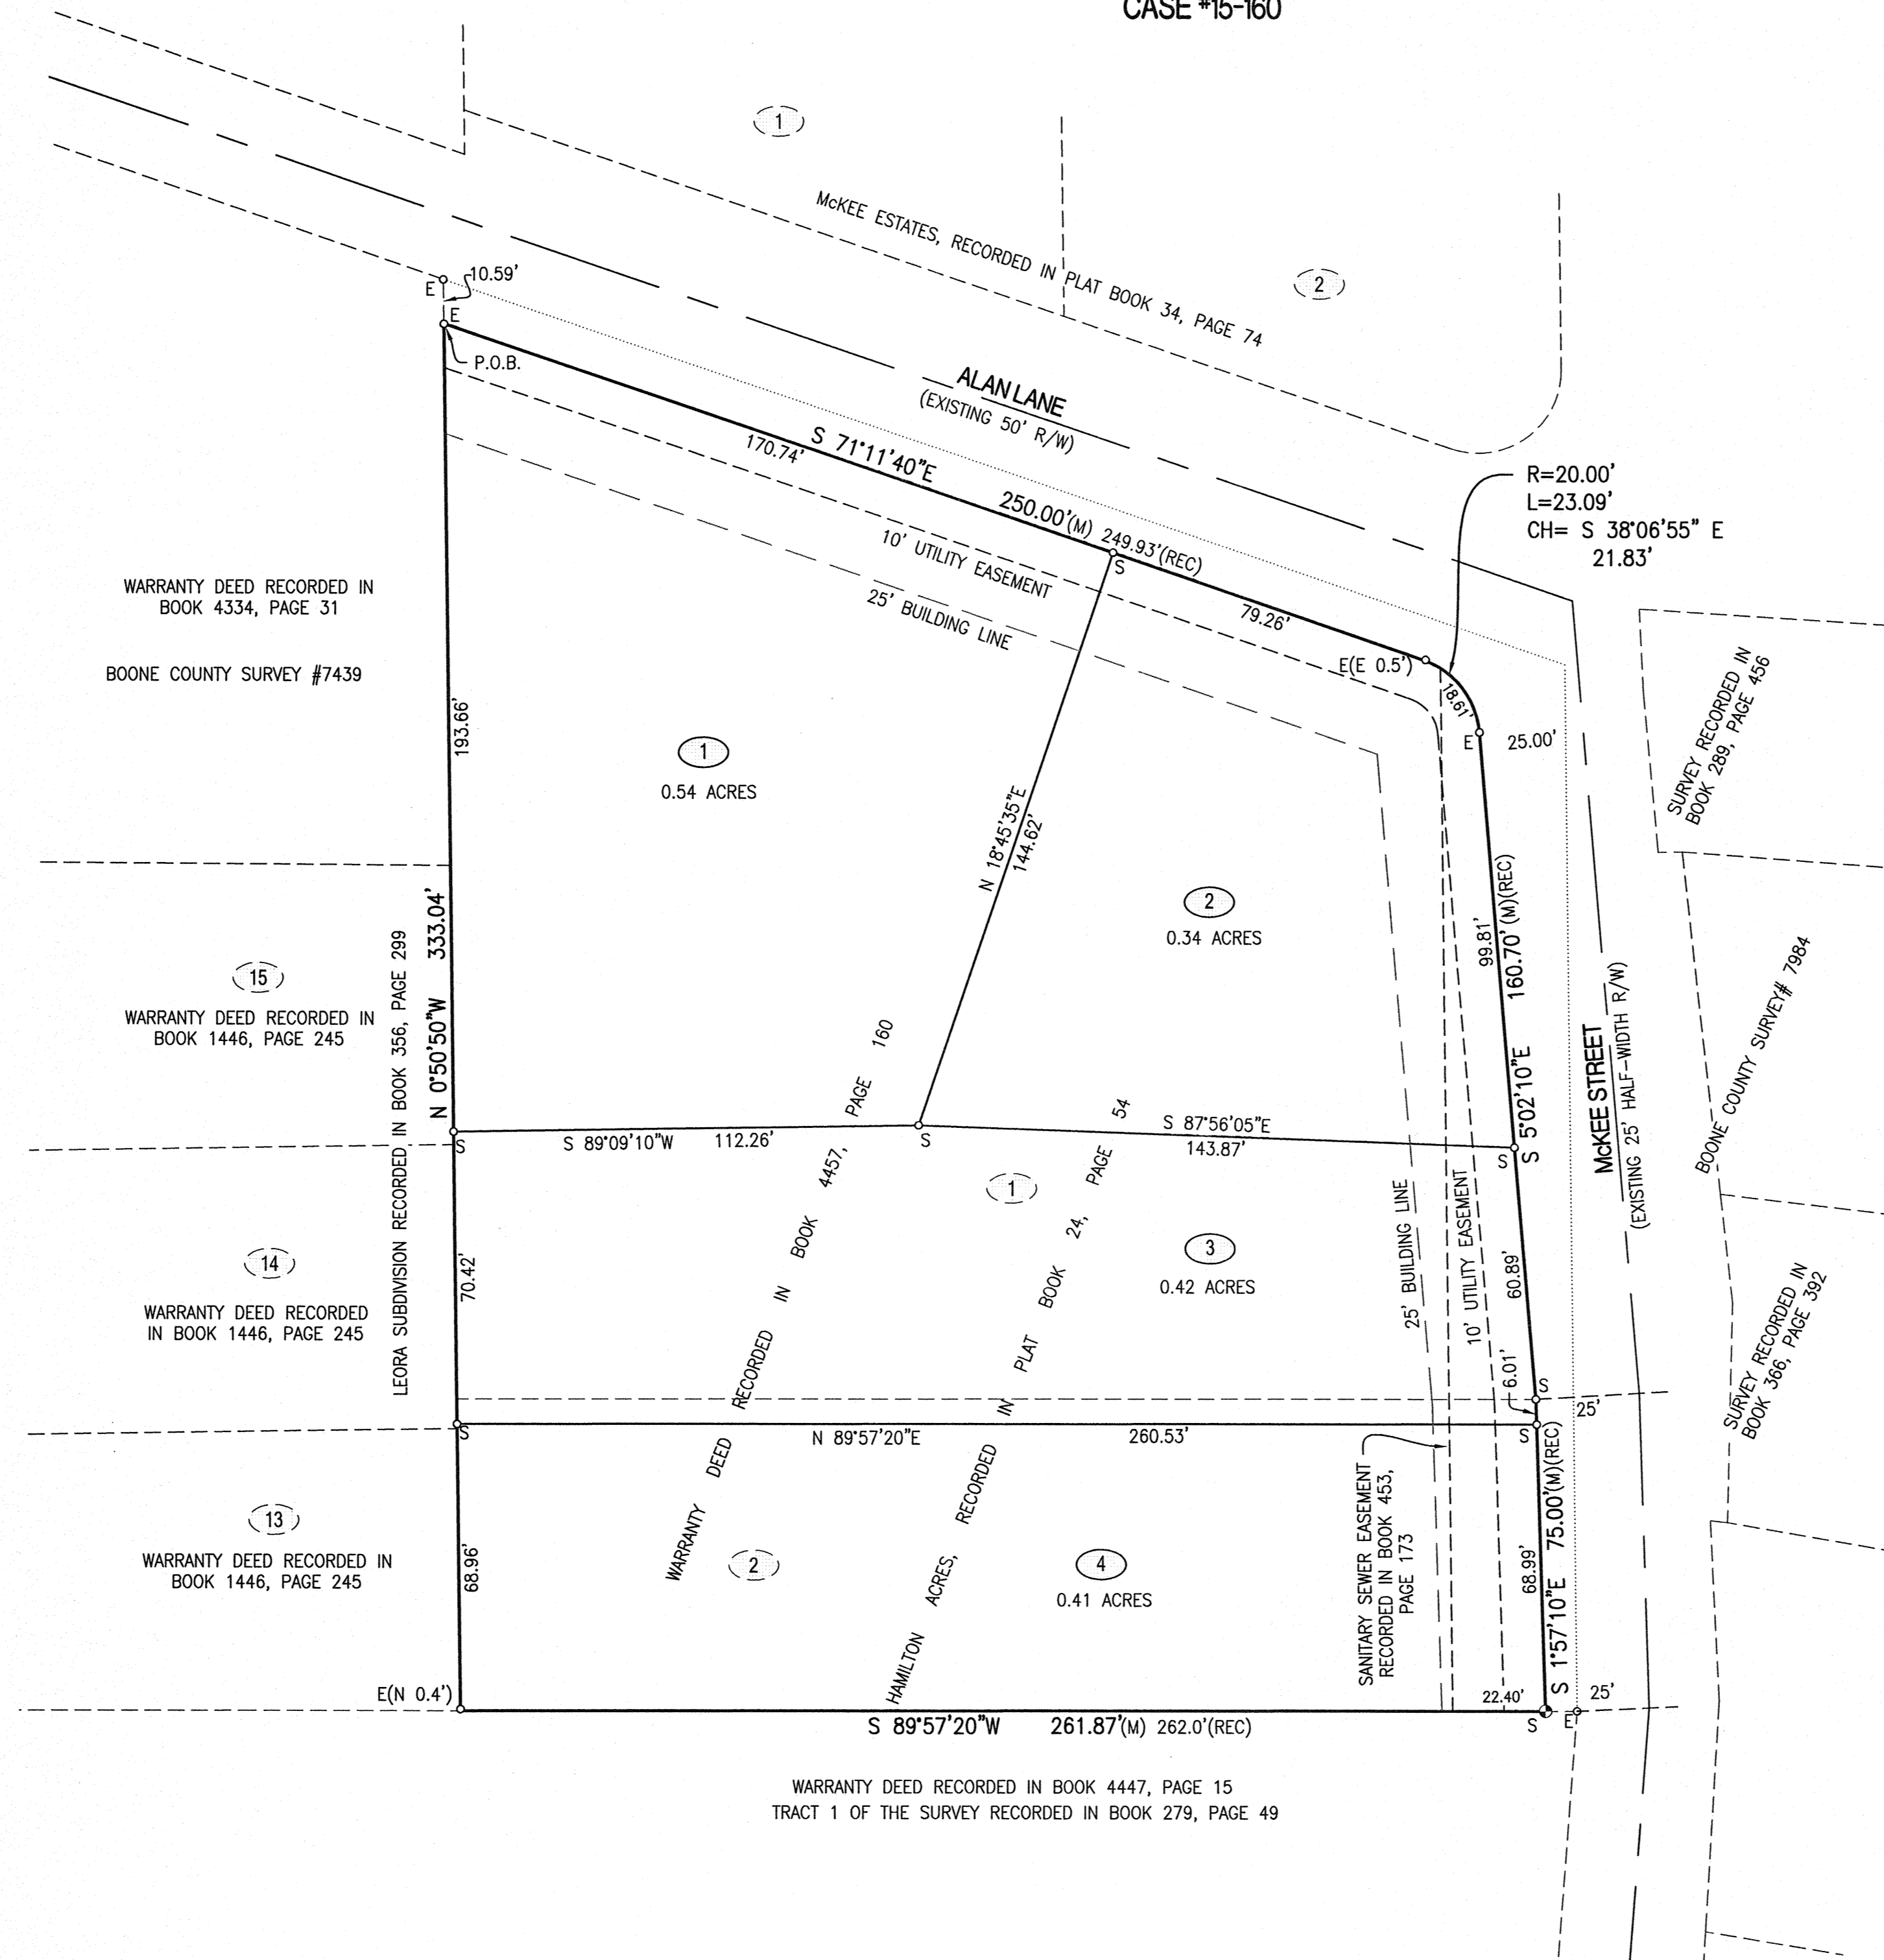 CASE #15-160
1
McKEE ESTATES, RECORDED IN PLAT BOOK 34, PAGE 74
2
10.59'
E
E
P.O.B.
ALAN LANE
(EXISTING 50' R/W)
S 71°11'40"E
170.74'
250.00'(M) 249.93'(REC)
S
10' UTILITY EASEMENT
25' BUILDING LINE
79.26'
R=20.00'
L=23.09'
CH= S 38°06'55" E
21.83'
E(E 0.5')
18.61'
E
25.00'
WARRANTY DEED RECORDED IN
BOOK 4334, PAGE 31
BOONE COUNTY SURVEY #7439
193.66'
1
0.54 ACRES
N 18°45'35"E
144.62'
2
0.34 ACRES
99.81'
160.70'(M)(REC)
S 5°02'10"E
SURVEY RECORDED IN
BOOK 289, PAGE 456
BOONE COUNTY SURVEY# 7984
McKEE STREET
(EXISTING 25' HALF-WIDTH R/W)
15
WARRANTY DEED RECORDED IN
BOOK 1446, PAGE 245
LEORA SUBDIVISION RECORDED IN BOOK 356, PAGE 299
N 0°50'50"W 333.04'
S
S 89°09'10"W 112.26'
S
S 87°56'05"E
143.87'
S
1
3
0.42 ACRES
25' BUILDING LINE
10' UTILITY EASEMENT
60.89'
14
WARRANTY DEED RECORDED
IN BOOK 1446, PAGE 245
70.42'
WARRANTY DEED RECORDED IN BOOK 4457, PAGE 160
HAMILTON ACRES, RECORDED IN PLAT BOOK 24, PAGE 54
SURVEY RECORDED IN
BOOK 366, PAGE 392
6.01'
S
25'
S
N 89°57'20"E 260.53'
S
13
WARRANTY DEED RECORDED IN
BOOK 1446, PAGE 245
68.96'
2
4
0.41 ACRES
SANITARY SEWER EASEMENT
RECORDED IN BOOK 453,
PAGE 173
68.99'
S 1°57'10"E 75.00'(M)(REC)
E(N 0.4')
22.40'
25'
S
E
S 89°57'20"W 261.87'(M) 262.0'(REC)
WARRANTY DEED RECORDED IN BOOK 4447, PAGE 15
TRACT 1 OF THE SURVEY RECORDED IN BOOK 279, PAGE 49